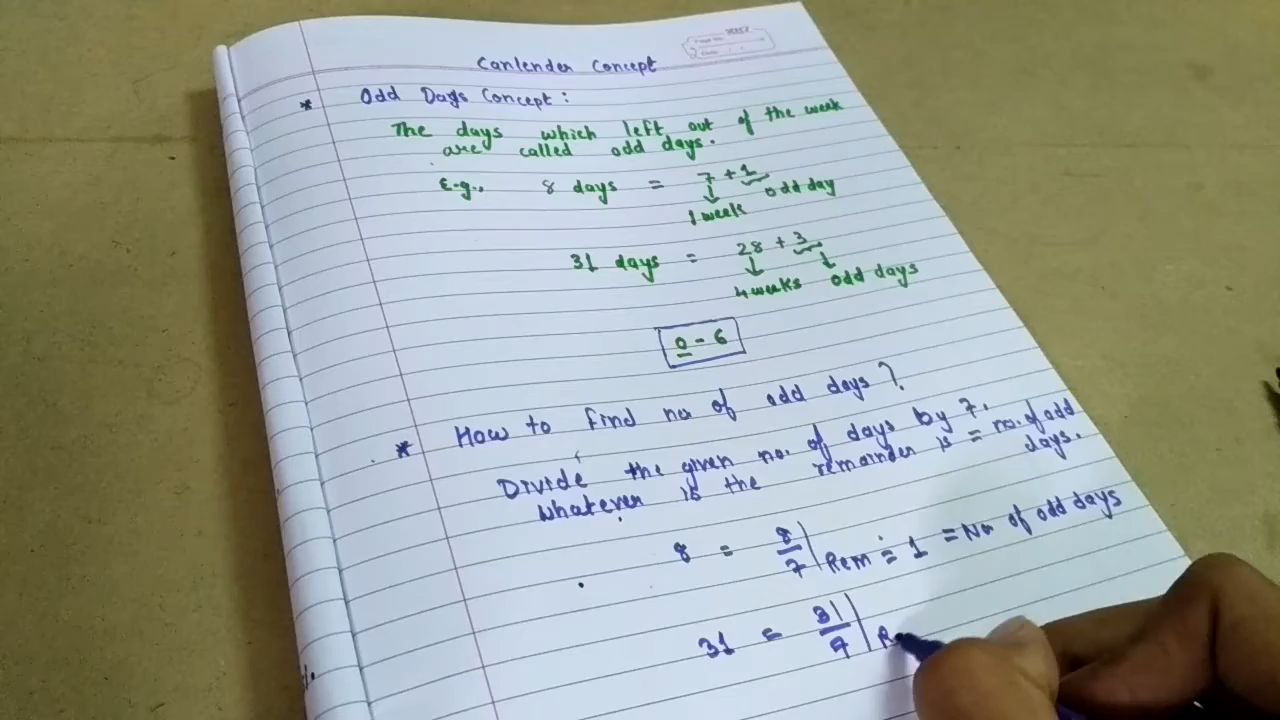 Canlender Concept
* Odd Days Concept:
The days which left out of the week
are called odd days.
E.g., 8 days = 7 + 1
1 week odd day
31 days = 28 + 3
4 weeks odd days
0 - 6
* How to find no of odd days?
Divide the given no. of days by 7.
Whatever is the remainder is = no. of odd
days.
8 = 8/7 | Rem = 1 = No of odd days
31 = 31/7 | R